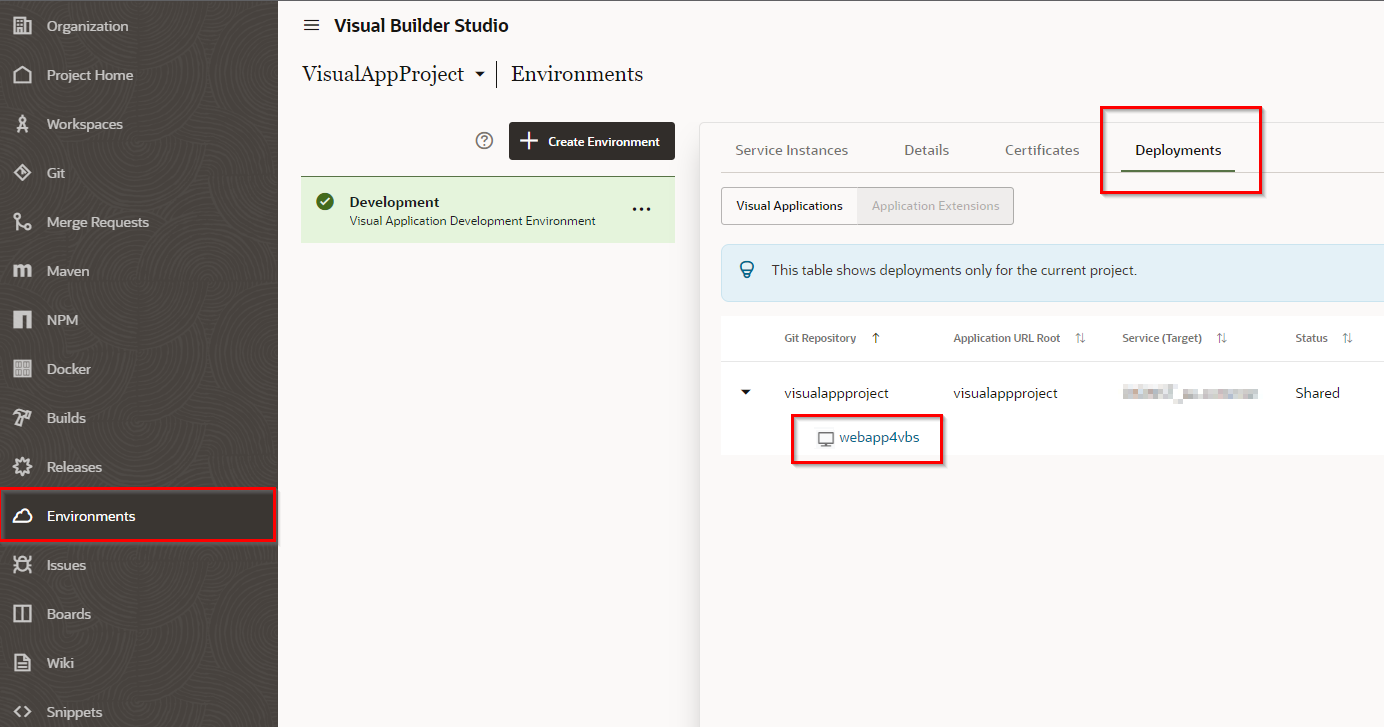 Organization
Project Home
Workspaces
Git
Merge Requests
Maven
NPM
Docker
Builds
Releases
Environments
Issues
Boards
Wiki
Snippets
Visual Builder Studio
VisualAppProject
Environments
Create Environment
Development
Visual Application Development Environment
Service Instances Details Certificates Deployments
Visual Applications Application Extensions
This table shows deployments only for the current project.
Git Repository Application URL Root Service (Target) Status
visualappproject visualappproject Shared
webapp4vbs